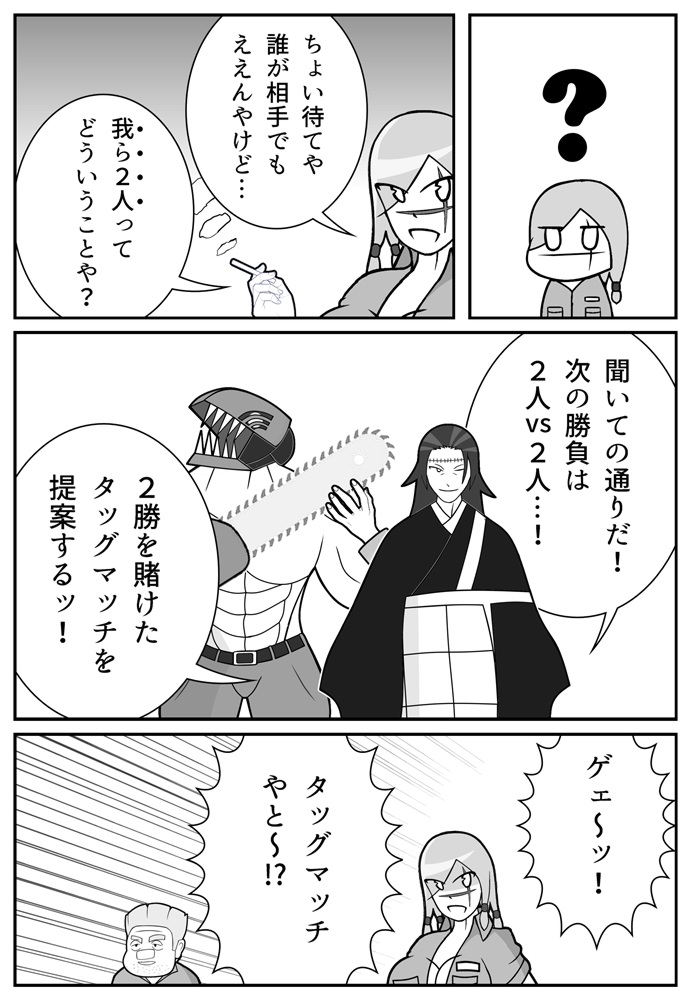 ？
ちょい待てや
誰が相手でも
ええんやけど…
我ら２人って
どういうことや？
聞いての通りだ！
次の勝負は
２人vs２人…！
２勝を賭けた
タッグマッチを
提案するッ！
ゲェ～ッ！
タッグマッチ
やと～!?